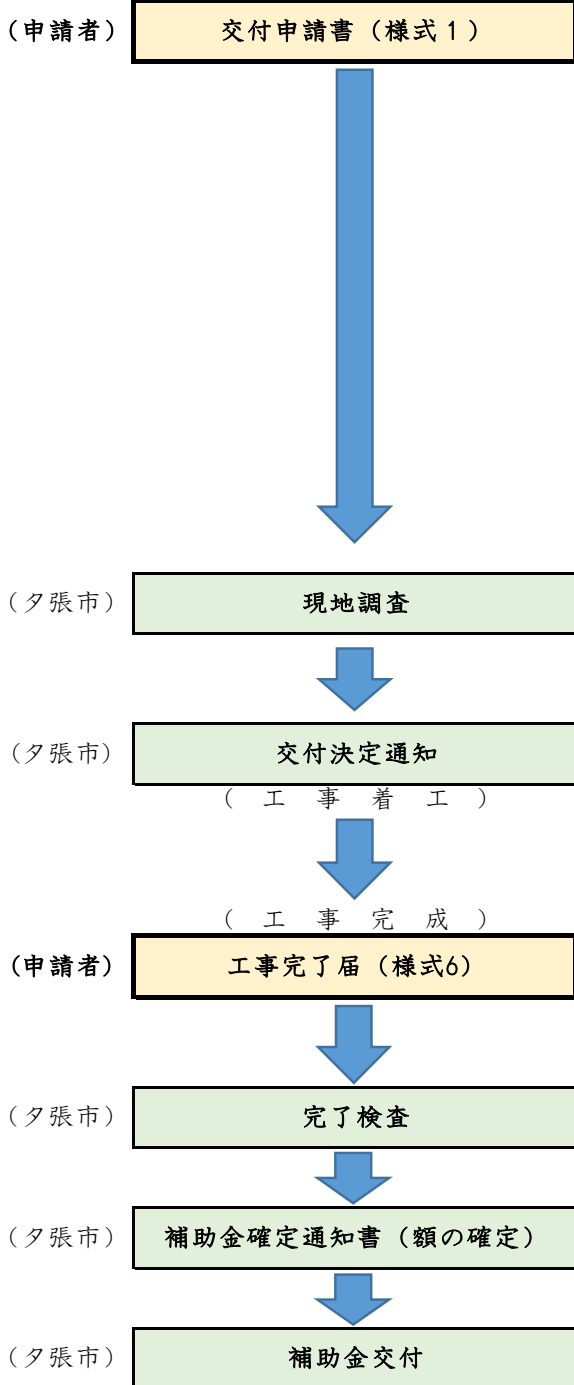 (申請者) 交付申請書（様式１）
（夕張市） 現地調査
（夕張市） 交付決定通知
（工事着工）
（工事完成）
(申請者) 工事完了届（様式6）
（夕張市） 完了検査
（夕張市） 補助金確定通知書（額の確定）
（夕張市） 補助金交付